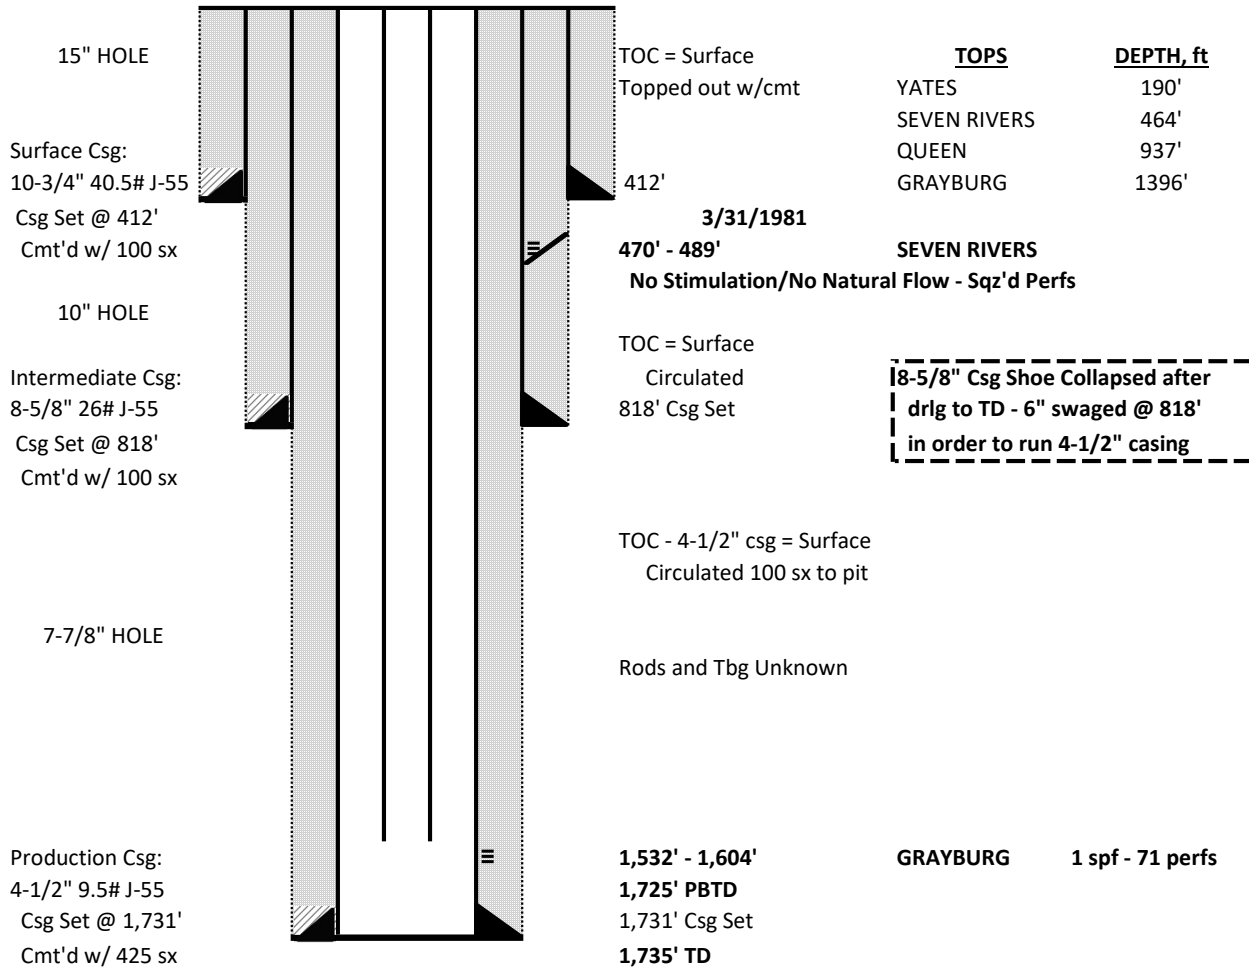 15" HOLE
TOC = Surface
TOPS DEPTH, ft
Topped out w/cmt
YATES 190'
SEVEN RIVERS 464'
Surface Csg:
QUEEN 937'
10-3/4" 40.5# J-55
412'
GRAYBURG 1396'
Csg Set @ 412'
3/31/1981
Cmt'd w/ 100 sx
470' - 489' SEVEN RIVERS
No Stimulation/No Natural Flow - Sqz'd Perfs
10" HOLE
TOC = Surface
Intermediate Csg:
Circulated
8-5/8" Csg Shoe Collapsed after
8-5/8" 26# J-55
818' Csg Set
drlg to TD - 6" swaged @ 818'
Csg Set @ 818'
in order to run 4-1/2" casing
Cmt'd w/ 100 sx
TOC - 4-1/2" csg = Surface
Circulated 100 sx to pit
7-7/8" HOLE
Rods and Tbg Unknown
Production Csg:
1,532' - 1,604' GRAYBURG 1 spf - 71 perfs
4-1/2" 9.5# J-55
1,725' PBTD
Csg Set @ 1,731'
1,731' Csg Set
Cmt'd w/ 425 sx
1,735' TD